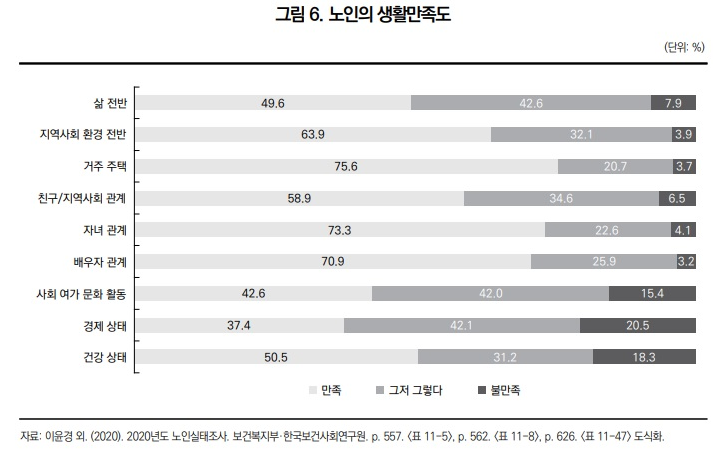 그림 6. 노인의 생활만족도
(단위: %)
삶 전반 49.6 42.6 7.9
지역사회 환경 전반 63.9 32.1 3.9
거주 주택 75.6 20.7 3.7
친구/지역사회 관계 58.9 34.6 6.5
자녀 관계 73.3 22.6 4.1
배우자 관계 70.9 25.9 3.2
사회 여가 문화 활동 42.6 42.0 15.4
경제 상태 37.4 42.1 20.5
건강 상태 50.5 31.2 18.3
만족 그저 그렇다 불만족
자료: 이윤경 외. (2020). 2020년도 노인실태조사. 보건복지부·한국보건사회연구원. p. 557. 〈표 11-5〉, p. 562. 〈표 11-8〉, p. 626. 〈표 11-47〉 도식화.